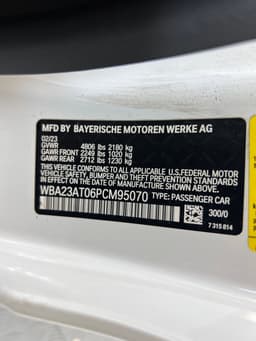 MFD BY BAYERISCHE MOTOREN WERKE AG
02/23
GVWR 4806 lbs 2180 kg
GAWR FRONT 2249 lbs 1020 kg
GAWR REAR 2712 lbs 1230 kg
THIS VEHICLE CONFORMS TO ALL
APPLICABLE U.S.FEDERAL MOTOR
VEHICLE SAFETY, BUMPER, AND THEFT
PREVENTION STANDARDS IN EFFECT ON
THE DATE OF MANUFACTURE SHOWN ABOVE.
WBA23AT06PCM95070 TYPE: PASSENGER CAR
300/0
7 315 814